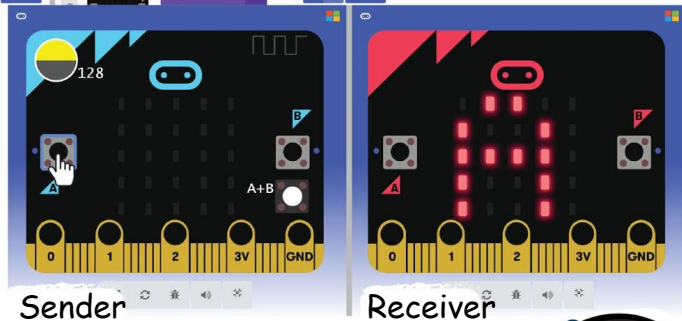 128
B
A
A+B
0 1 2 3V GND
Sender
B
A
A
0 1 2 3V GND
Receiver